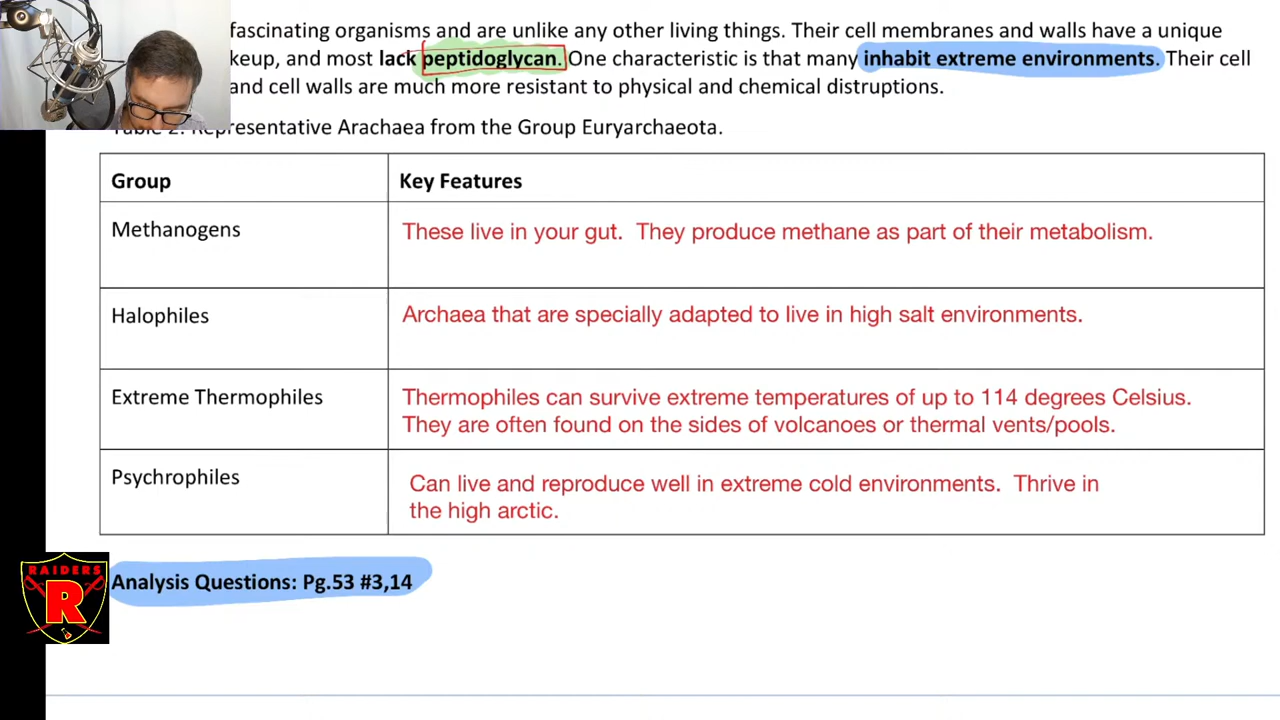 fascinating organisms and are unlike any other living things. Their cell membranes and walls have a unique
keup, and most lack peptidoglycan. One characteristic is that many inhabit extreme environments. Their cell
and cell walls are much more resistant to physical and chemical disruptions.
Table 2: Representative Arachaea from the Group Euryarchaeota.
Group Key Features
Methanogens These live in your gut. They produce methane as part of their metabolism.
Halophiles Archaea that are specially adapted to live in high salt environments.
Extreme Thermophiles Thermophiles can survive extreme temperatures of up to 114 degrees Celsius.
They are often found on the sides of volcanoes or thermal vents/pools.
Psychrophiles Can live and reproduce well in extreme cold environments. Thrive in
the high arctic.
RAIDERS
R
Analysis Questions: Pg.53 #3,14